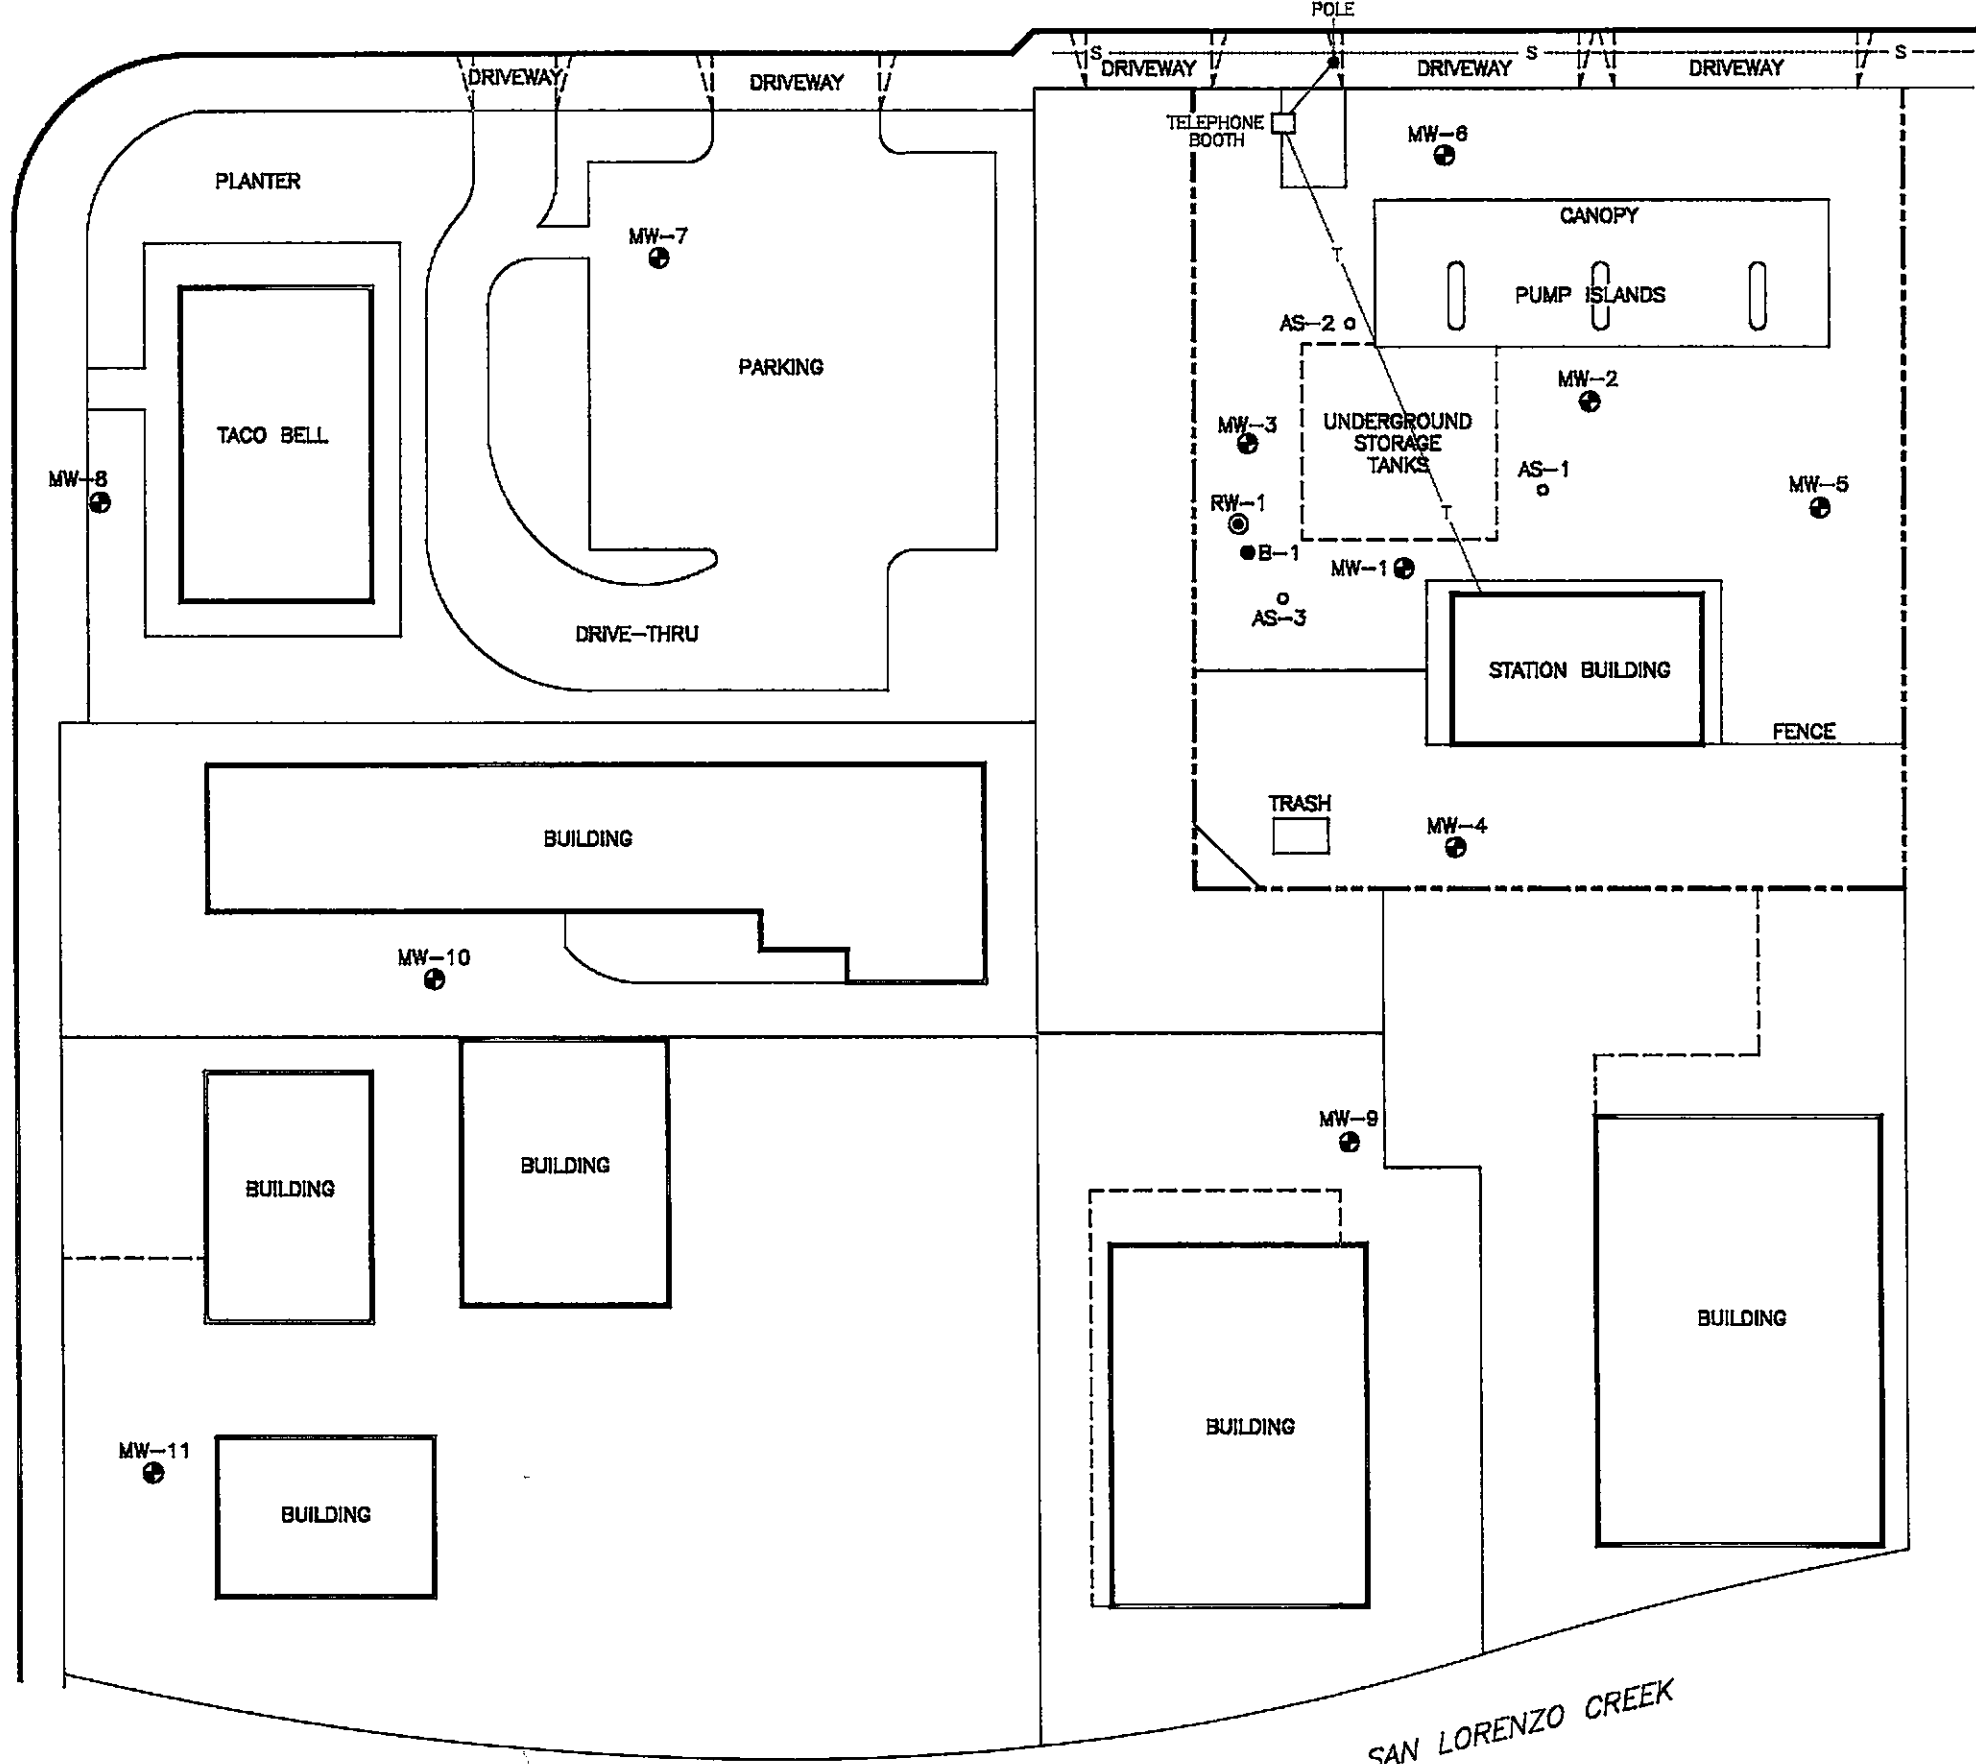 POLE
S
S
S
DRIVEWAY
DRIVEWAY
DRIVEWAY
DRIVEWAY
DRIVEWAY
TELEPHONE
BOOTH
MW-6
PLANTER
CANOPY
MW-7
T
PUMP ISLANDS
AS-2
PARKING
MW-2
TACO BELL
MW-3
UNDERGROUND
STORAGE
TANKS
AS-1
MW-8
MW-5
RW-1
T
B-1
MW-1
AS-3
DRIVE-THRU
STATION BUILDING
FENCE
TRASH
MW-4
BUILDING
MW-10
MW-9
BUILDING
BUILDING
BUILDING
BUILDING
MW-11
BUILDING
SAN LORENZO CREEK